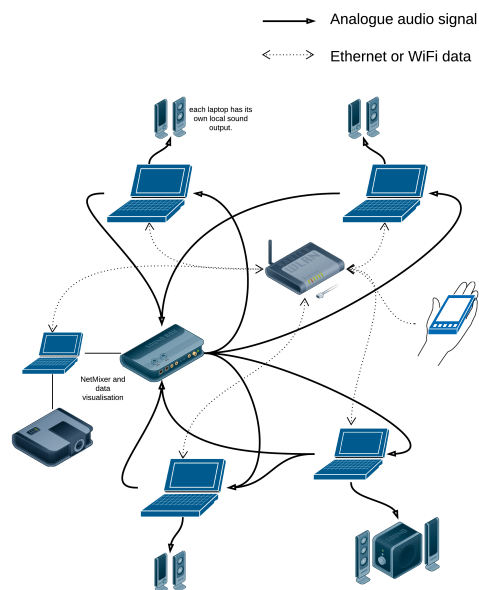 Analogue audio signal
Ethernet or WiFi data
each laptop has its
own local sound
output.
WLAN
NetMixer and
data
visualisation